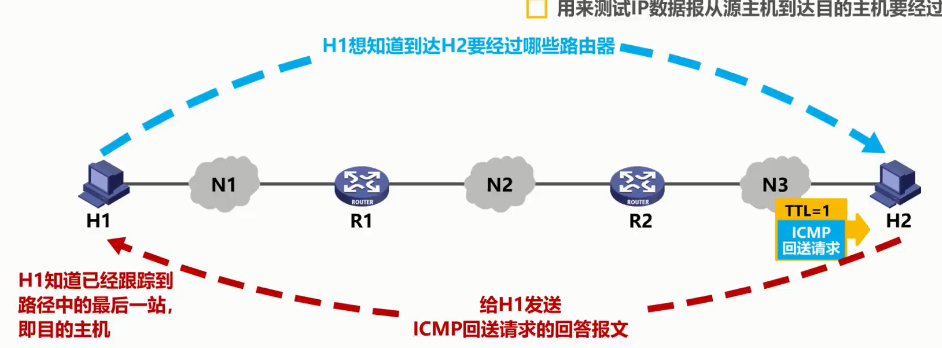 用来测试IP数据报从源主机到达目的主机要经过
H1想知道到达H2要经过哪些路由器
N1
N2
N3
ROUTER
ROUTER
H1
R1
R2
H2
TTL=1
ICMP
回送请求
H1知道已经跟踪到
路径中的最后一站,
即目的主机
给H1发送
ICMP回送请求的回答报文